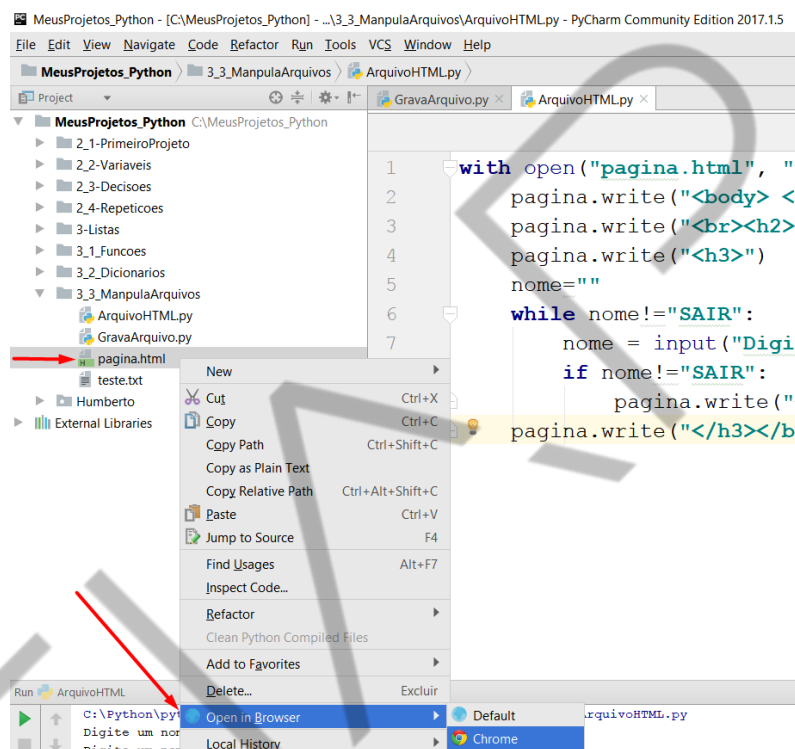 MeusProjetos_Python - [C:\MeusProjetos_Python] - ...\3_3_ManpulaArquivos\ArquivoHTML.py - PyCharm Community Edition 2017.1.5
File Edit View Navigate Code Refactor Run Tools VCS Window Help
MeusProjetos_Python 3_3_ManpulaArquivos ArquivoHTML.py
Project
GravaArquivo.py × ArquivoHTML.py ×
MeusProjetos_Python C:\MeusProjetos_Python
2_1-PrimeiroProjeto
2_2-Variaveis
2_3-Decisoes
2_4-Repeticoes
3-Listas
3_1_Funcoes
3_2_Dicionarios
3_3_ManpulaArquivos
ArquivoHTML.py
GravaArquivo.py
pagina.html
teste.txt
Humberto
External Libraries
1 with open("pagina.html", "
2 pagina.write("<body> <
3 pagina.write("<br><h2>
4 pagina.write("<h3>")
5 nome=""
6 while nome!="SAIR":
7 nome = input("Digi
if nome!="SAIR":
pagina.write("
pagina.write("</h3></b
New
Cut Ctrl+X
Copy Ctrl+C
Copy Path Ctrl+Shift+C
Copy as Plain Text
Copy Relative Path Ctrl+Alt+Shift+C
Paste Ctrl+V
Jump to Source F4
Find Usages Alt+F7
Inspect Code...
Refactor
Clean Python Compiled Files
Add to Favorites
Delete... Excluir
Open in Browser
Local History
Default
Chrome
Run ArquivoHTML
C:\Python\pyt
rquivoHTML.py
Digite um nom